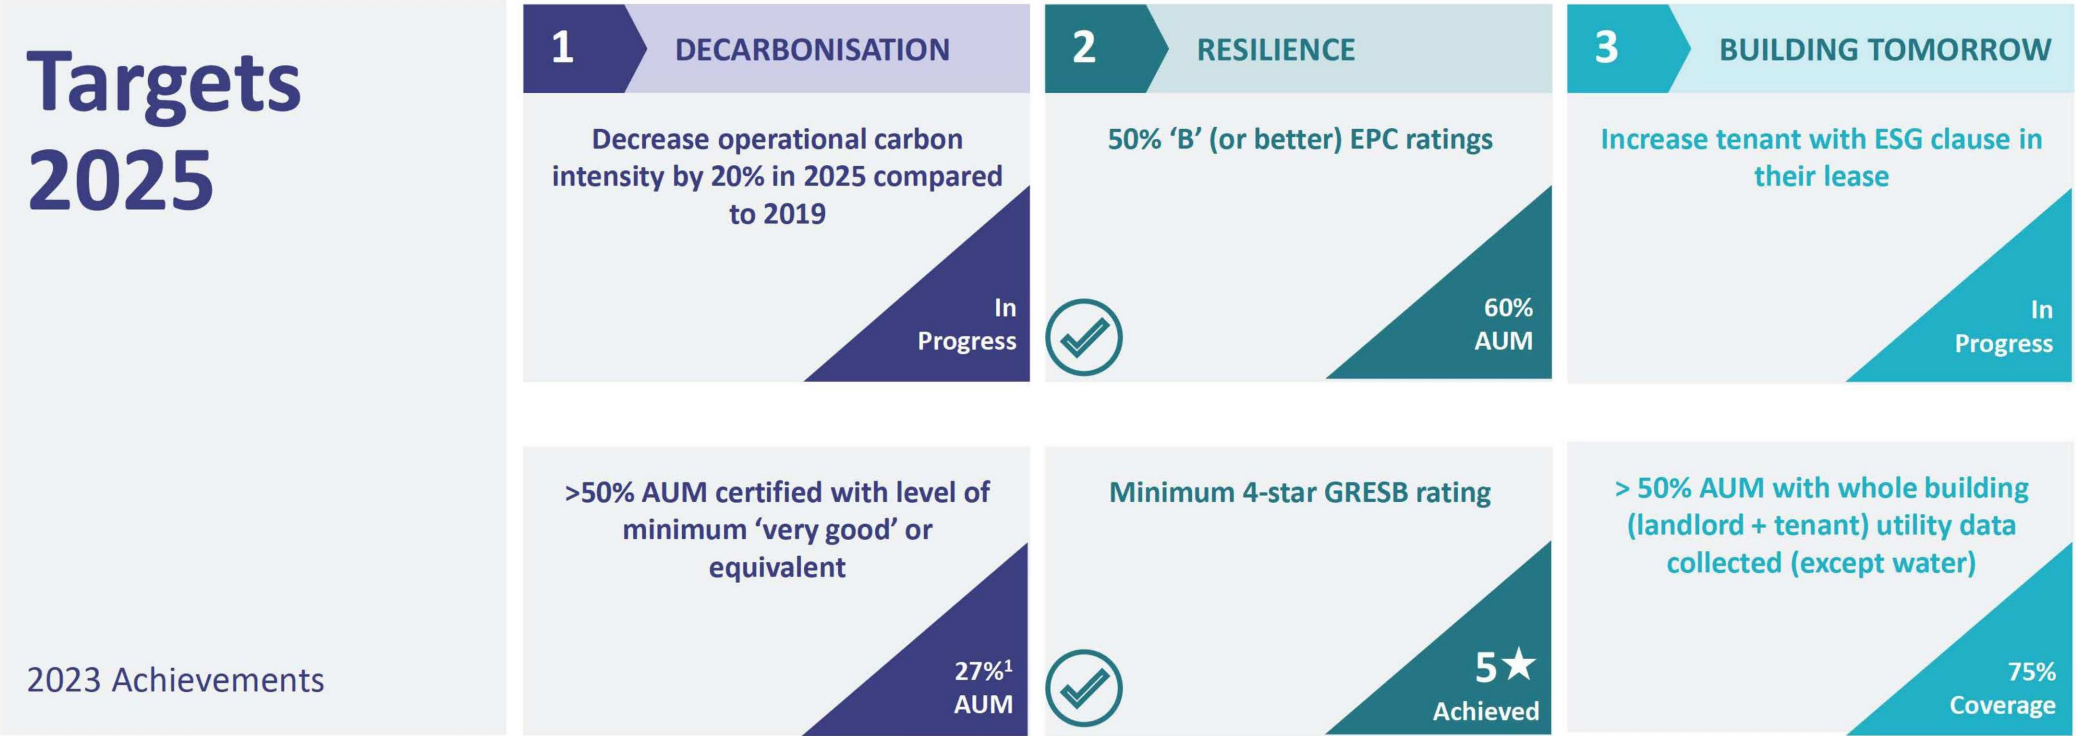 Targets
2025
2023 Achievements
1
DECARBONISATION
Decrease operational carbon
intensity by 20% in 2025 compared
to 2019
In
Progress
>50% AUM certified with level of
minimum ‘very good’ or
equivalent
27%¹
AUM
2
RESILIENCE
50% ‘B’ (or better) EPC ratings
60%
AUM
Minimum 4-star GRESB rating
5★
Achieved
3
BUILDING TOMORROW
Increase tenant with ESG clause in
their lease
In
Progress
> 50% AUM with whole building
(landlord + tenant) utility data
collected (except water)
75%
Coverage